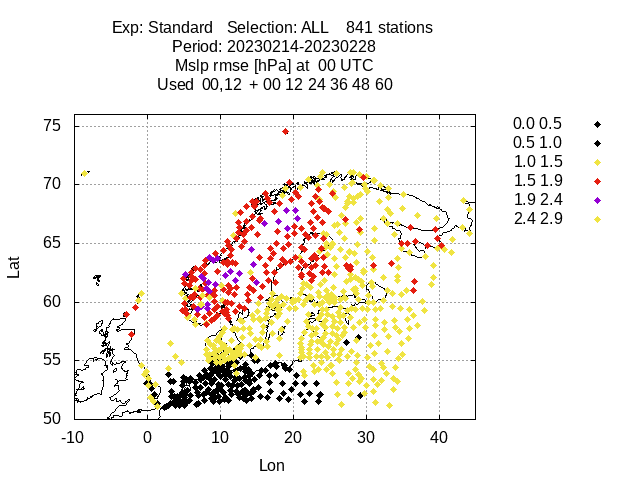 Exp: Standard   Selection: ALL    841 stations
Period: 20230214-20230228
Mslp rmse [hPa] at  00 UTC
Used  00,12  + 00 12 24 36 48 60
0.0 0.5
0.5 1.0
1.0 1.5
1.5 1.9
1.9 2.4
2.4 2.9
75
70
65
60
55
50
Lat
-10 0 10 20 30 40
Lon